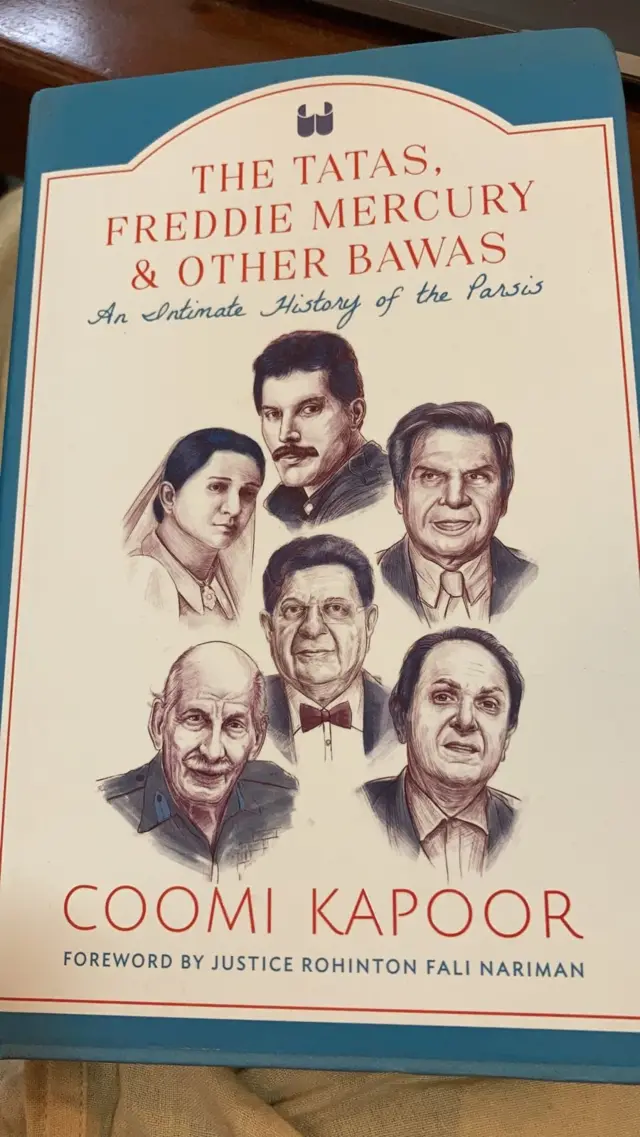 THE TATAS,
FREDDIE MERCURY
& OTHER BAWAS
An Intimate History of the Parsis
COOMI KAPOOR
FOREWORD BY JUSTICE ROHINTON FALI NARIMAN